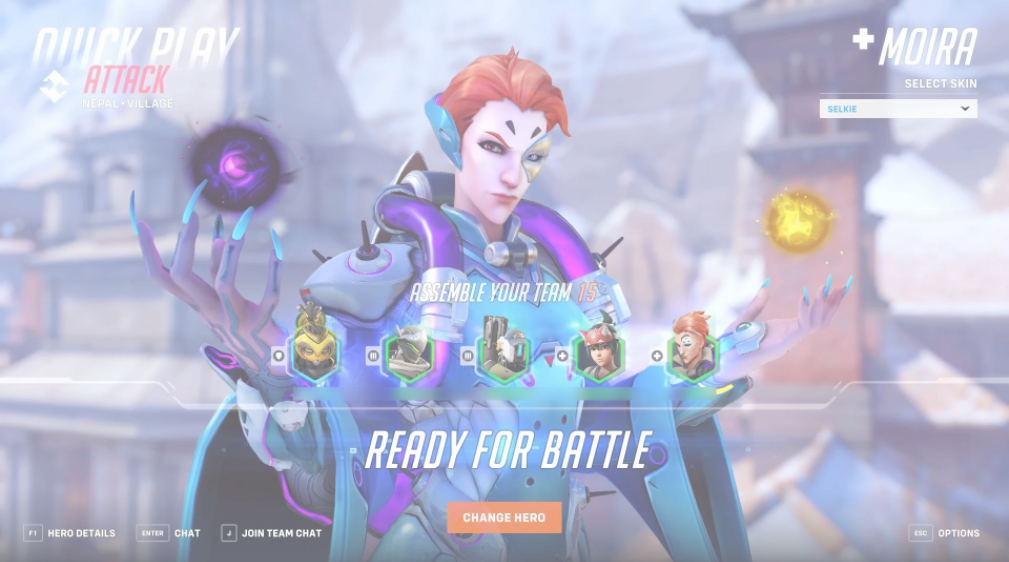 QUICK PLAY
ATTACK
NEPAL - VILLAGE
MOIRA
SELECT SKIN
SELKIE
ASSEMBLE YOUR TEAM 15
READY FOR BATTLE
CHANGE HERO
F1 HERO DETAILS
ENTER CHAT
J JOIN TEAM CHAT
ESC OPTIONS